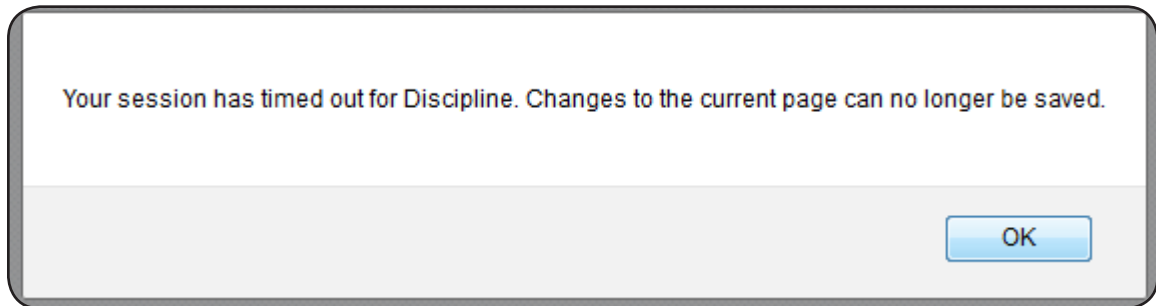 Your session has timed out for Discipline. Changes to the current page can no longer be saved.
OK